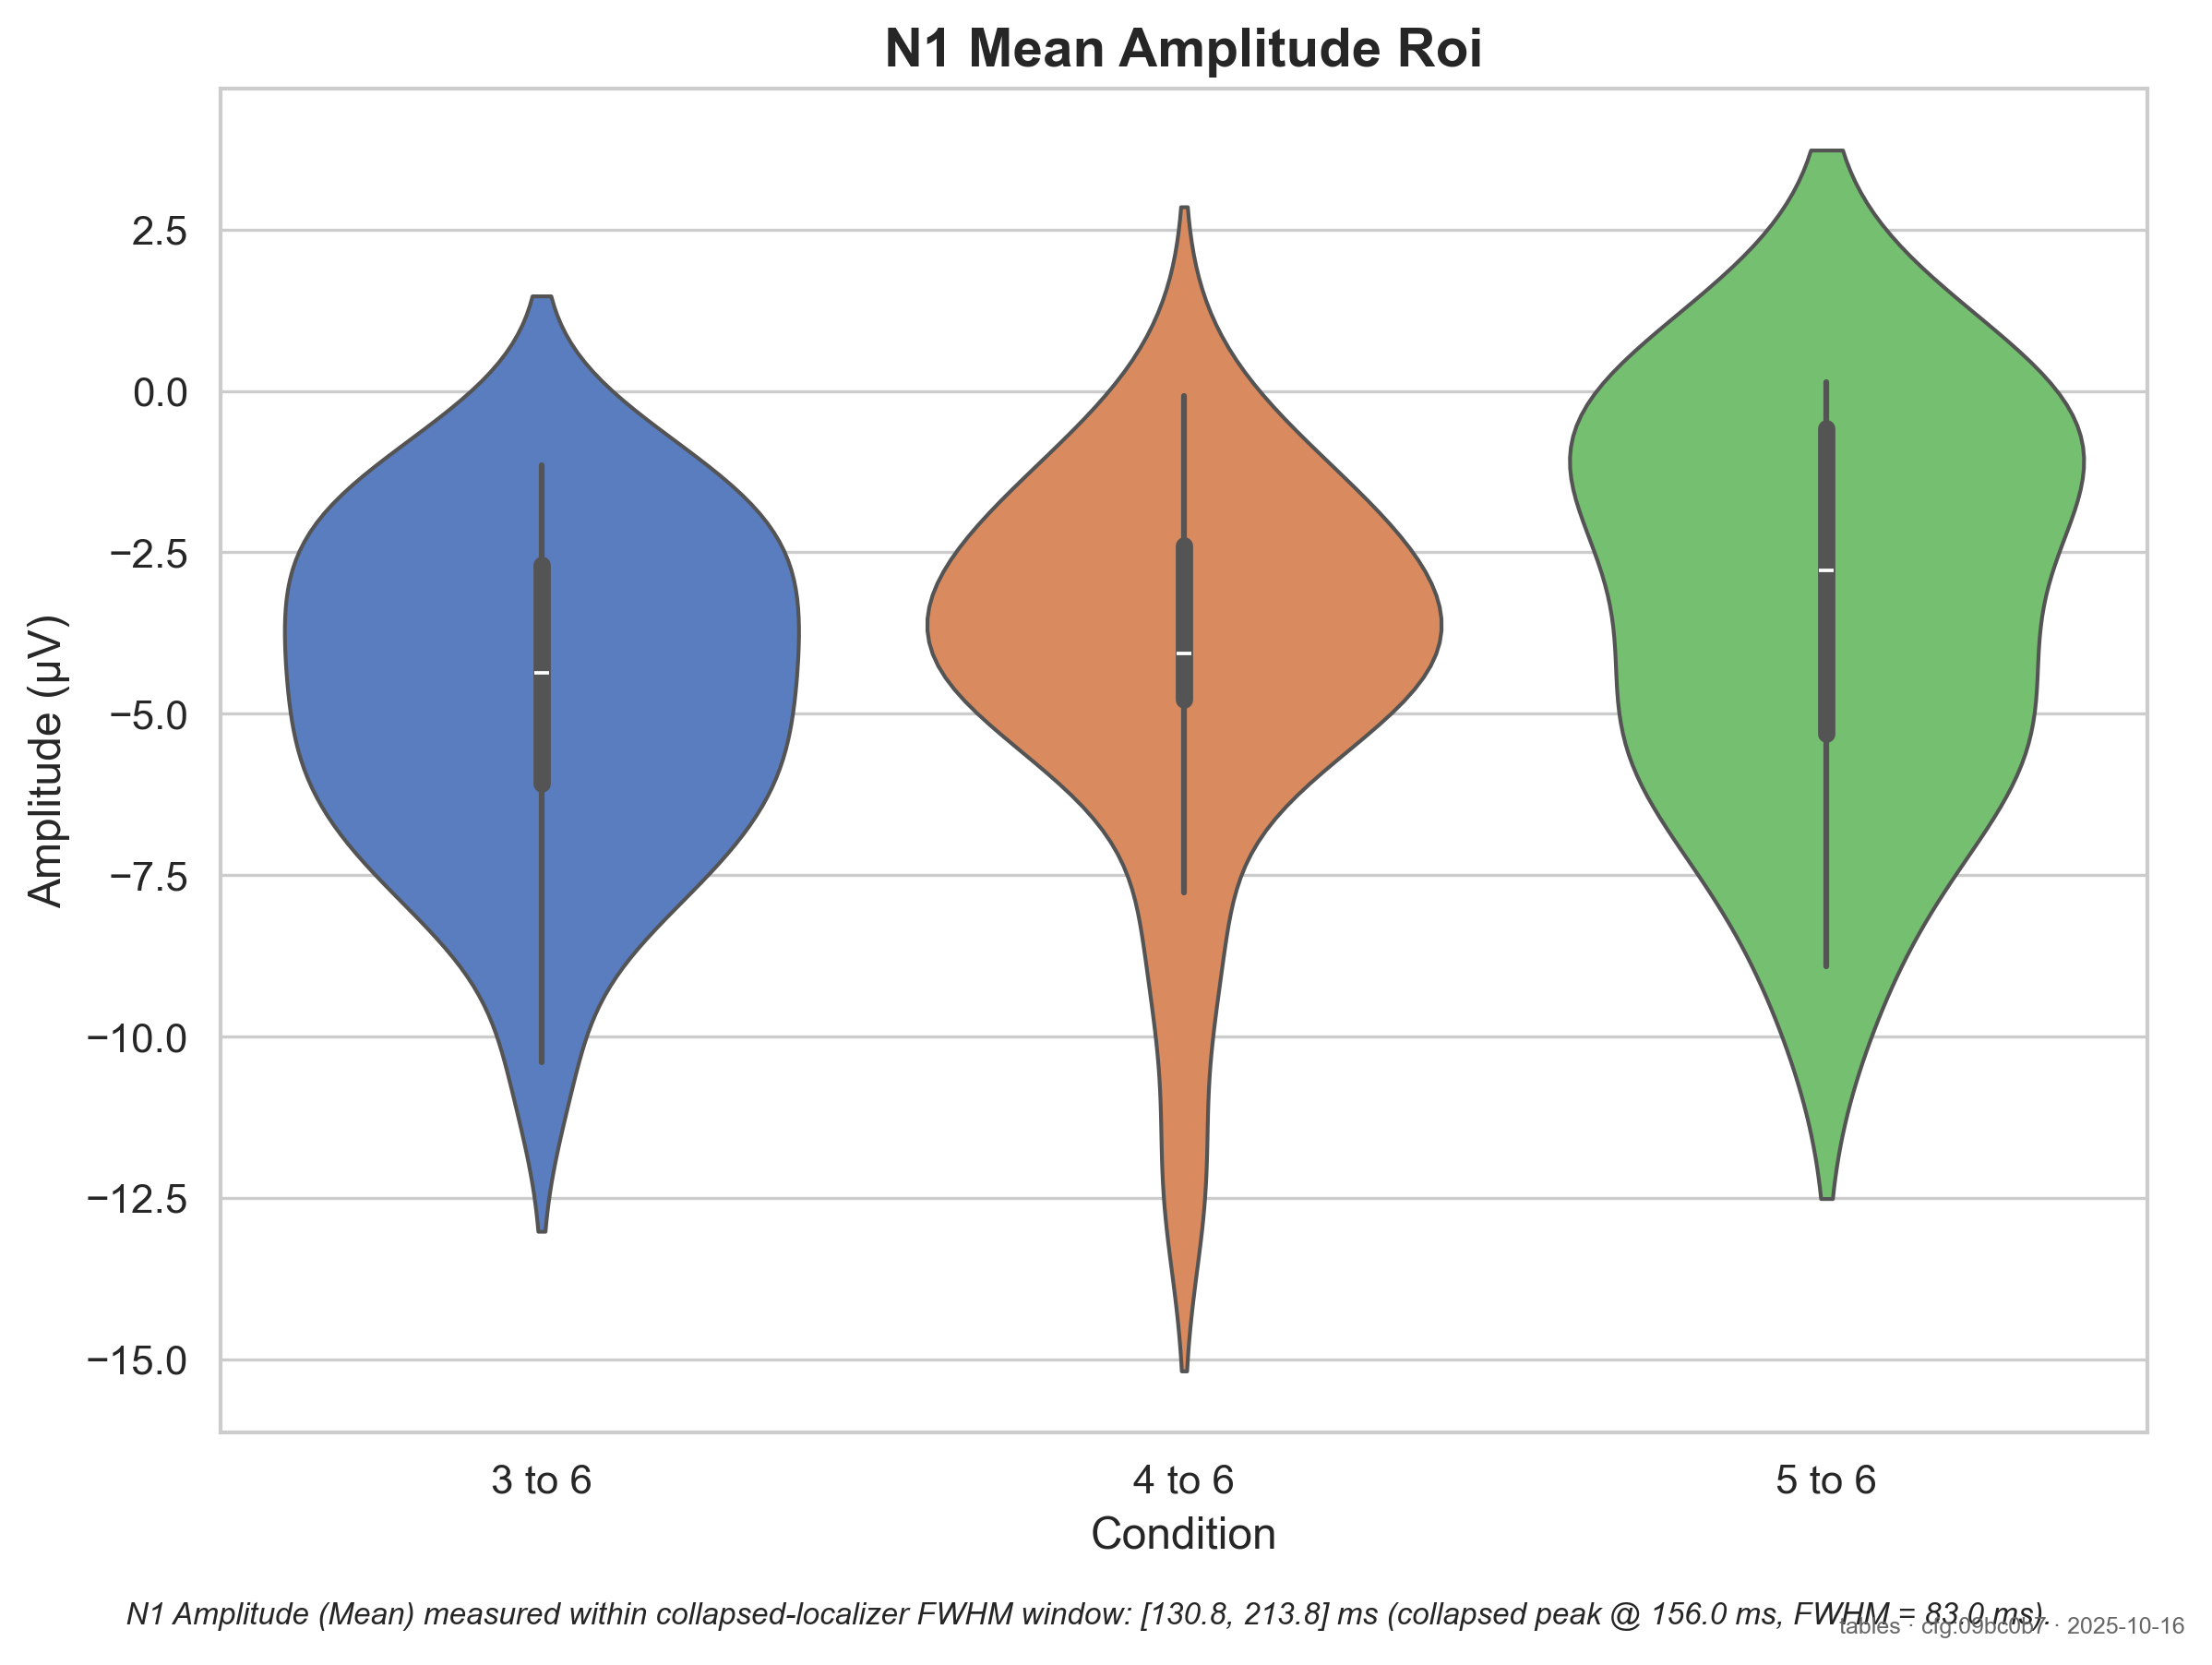 N1 Mean Amplitude Roi
Amplitude (µV)
2.5
0.0
−2.5
−5.0
−7.5
−10.0
−12.5
−15.0
3 to 6
4 to 6
5 to 6
Condition
N1 Amplitude (Mean) measured within collapsed-localizer FWHM window: [130.8, 213.8] ms (collapsed peak @ 156.0 ms, FWHM = 83.0 ms).
tables · cfg:09bc0b7 · 2025-10-16